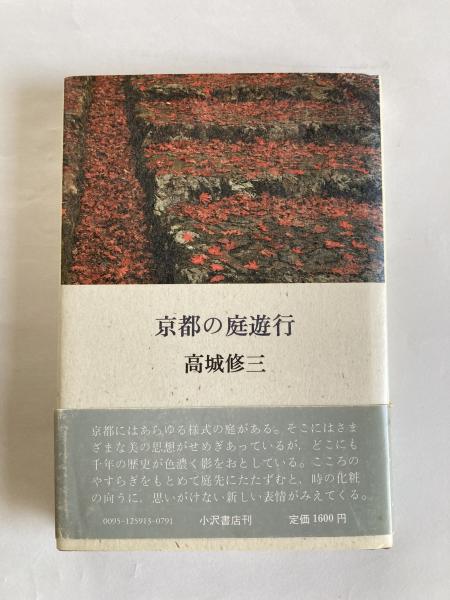 京都の庭遊行
高城修三
京都にはあらゆる様式の庭がある。そこにはさま
ざまな美の思想がせめぎあっているが、どこにも
千年の歴史が色濃く影をおとしている。こころの
やすらぎをもとめて庭先にたたずむと、時の化粧
の向うに、思いがけない新しい表情がみえてくる。
0095-125913-0791 小沢書店刊 定価 1600 円